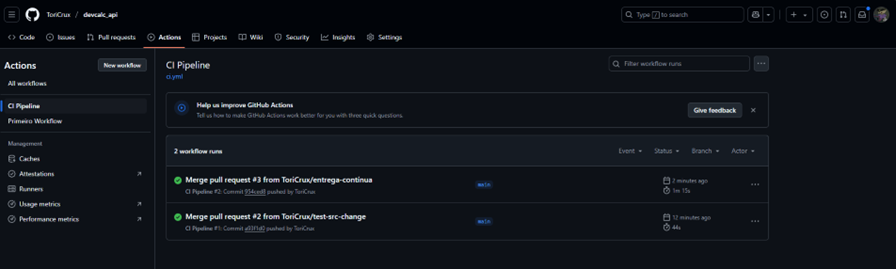 ToriCrux / devcalc_api
Type / to search
Code Issues Pull requests Actions Projects Wiki Security Insights Settings
Actions New workflow
All workflows
CI Pipeline
Primeiro Workflow
Management
Caches
Attestations
Runners
Usage metrics
Performance metrics
CI Pipeline
ci.yml
Filter workflow runs
Help us improve GitHub Actions
Tell us how to make GitHub Actions work better for you with three quick questions.
Give feedback
2 workflow runs Event Status Branch Actor
Merge pull request #3 from ToriCrux/entrega-continua
CI Pipeline #2: Commit pushed by ToriCrux
main
2 minutes ago
1m 15s
Merge pull request #2 from ToriCrux/test-src-change
CI Pipeline #1: Commit pushed by ToriCrux
main
12 minutes ago
44s